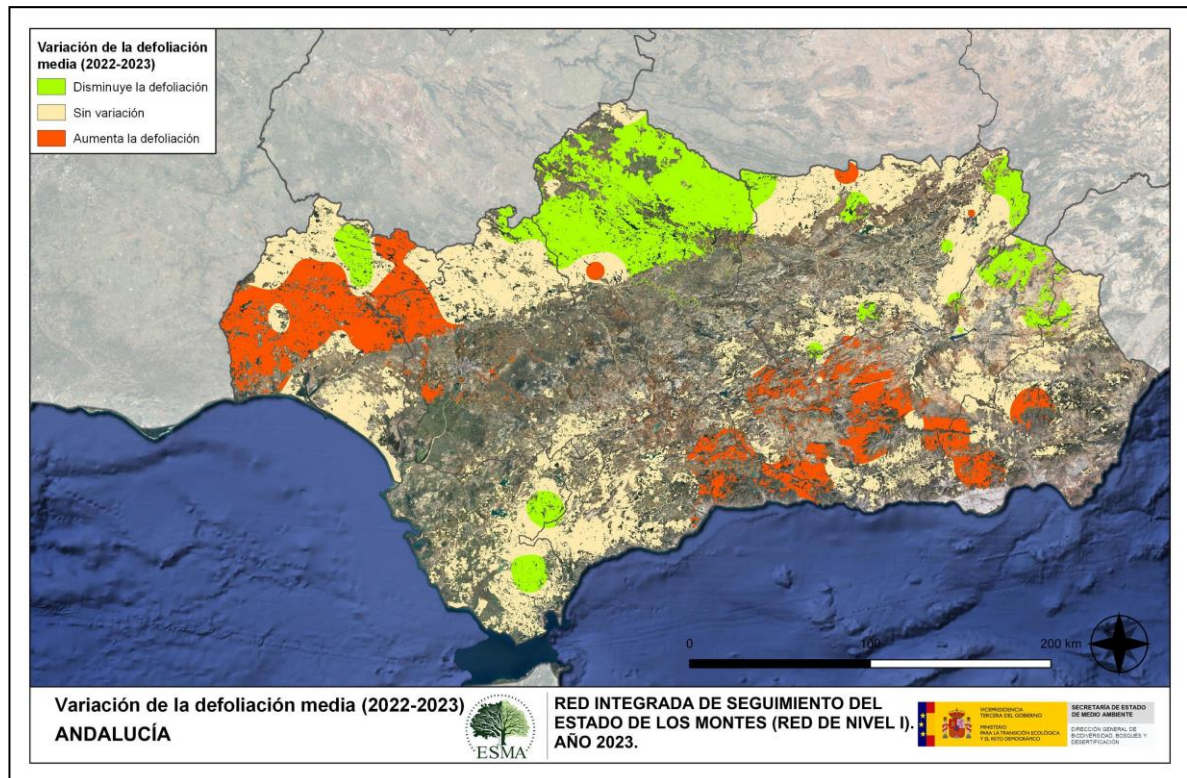 Variación de la defoliación
media (2022-2023)
Disminuye la defoliación
Sin variación
Aumenta la defoliación
0
100
200 km
Variación de la defoliación media (2022-2023)
ANDALUCÍA
ESMA
RED INTEGRADA DE SEGUIMIENTO DEL
ESTADO DE LOS MONTES (RED DE NIVEL I).
AÑO 2023.
VICEPRESIDENCIA
TERCERA DEL GOBIERNO
MINISTERIO
PARA LA TRANSICIÓN ECOLÓGICA
Y EL RETO DEMOGRÁFICO
SECRETARÍA DE ESTADO
DE MEDIO AMBIENTE
DIRECCIÓN GENERAL DE
BIODIVERSIDAD, BOSQUES Y
DESERTIFICACIÓN